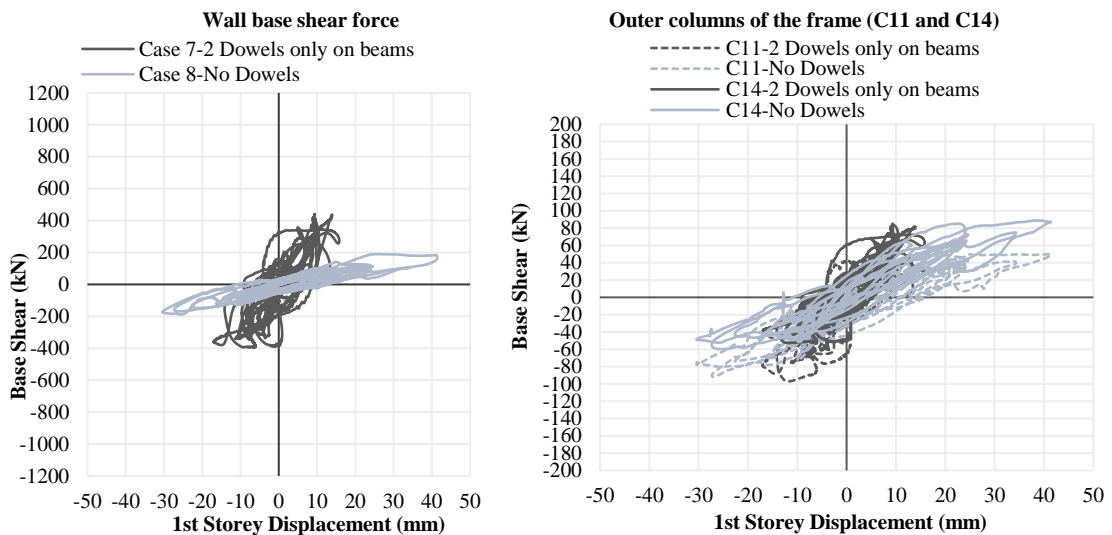 Wall base shear force
Case 7-2 Dowels only on beams
Case 8-No Dowels
1200
1000
800
600
400
200
0
-200
-400
-600
-800
-1000
-1200
-50 -40 -30 -20 -10 0 10 20 30 40 50
Base Shear (kN)
1st Storey Displacement (mm)
Outer columns of the frame (C11 and C14)
C11-2 Dowels only on beams
C11-No Dowels
C14-2 Dowels only on beams
C14-No Dowels
200
180
160
140
120
100
80
60
40
20
0
-20
-40
-60
-80
-100
-120
-140
-160
-180
-200
-50 -40 -30 -20 -10 0 10 20 30 40 50
Base Shear (kN)
1st Storey Displacement (mm)